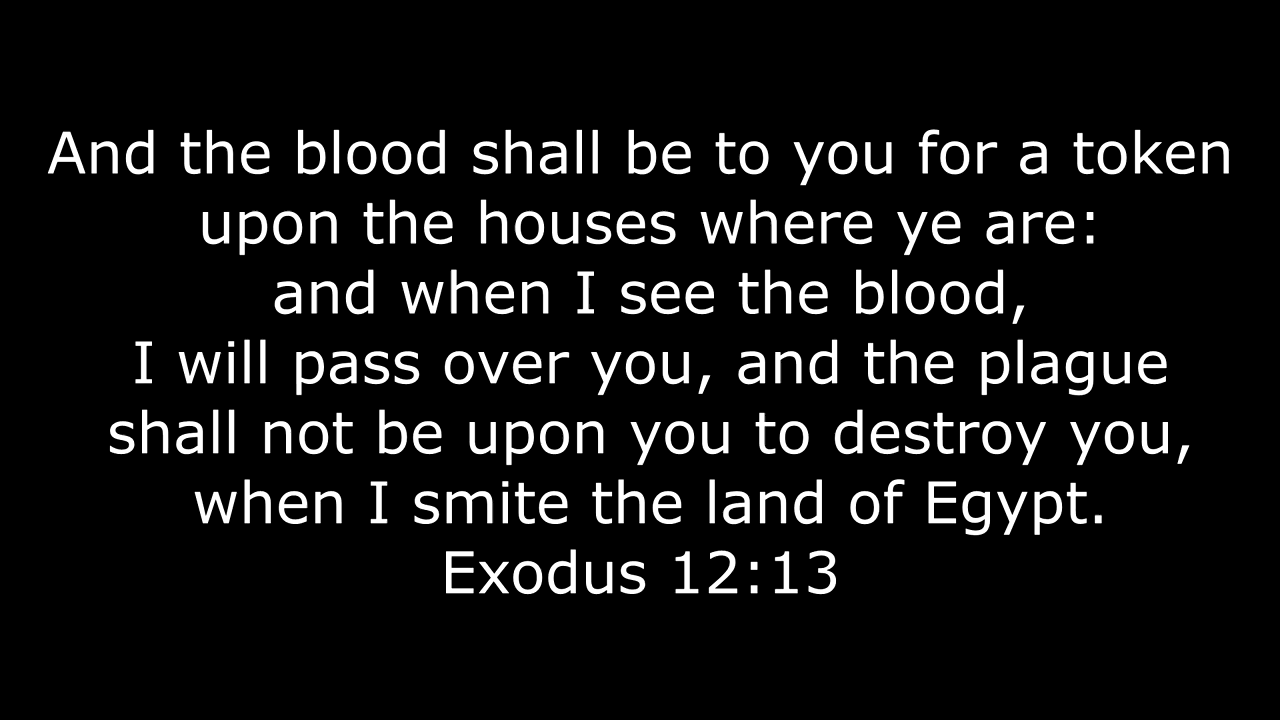 And the blood shall be to you for a token
upon the houses where ye are:
and when I see the blood,
I will pass over you, and the plague
shall not be upon you to destroy you,
when I smite the land of Egypt.
Exodus 12:13